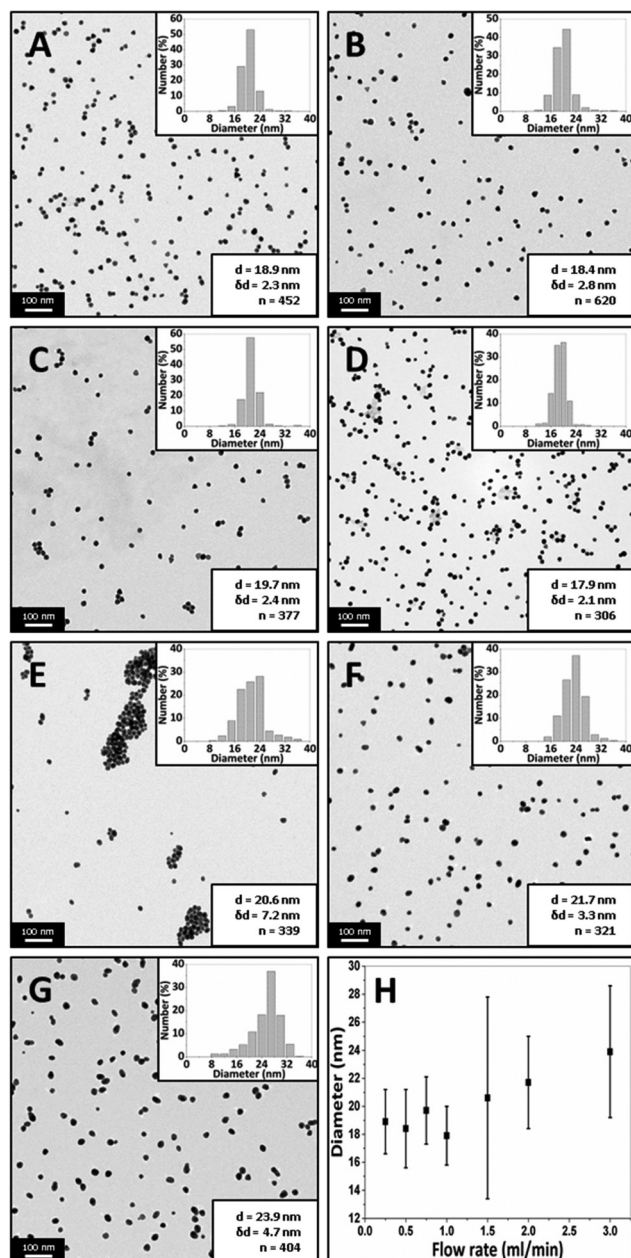 A
Number (%)
60
50
40
30
20
10
0
0 8 16 24 32 40
Diameter (nm)
d = 18.9 nm
δd = 2.3 nm
n = 452
100 nm
B
Number (%)
50
40
30
20
10
0
0 8 16 24 32 40
Diameter (nm)
d = 18.4 nm
δd = 2.8 nm
n = 620
100 nm
C
Number (%)
60
50
40
30
20
10
0
0 8 16 24 32 40
Diameter (nm)
d = 19.7 nm
δd = 2.4 nm
n = 377
100 nm
D
Number (%)
50
40
30
20
10
0
0 8 16 24 32 40
Diameter (nm)
d = 17.9 nm
δd = 2.1 nm
n = 306
100 nm
E
Number (%)
40
30
20
10
0
0 8 16 24 32 40
Diameter (nm)
d = 20.6 nm
δd = 7.2 nm
n = 339
100 nm
F
Number (%)
40
30
20
10
0
0 8 16 24 32 40
Diameter (nm)
d = 21.7 nm
δd = 3.3 nm
n = 321
100 nm
G
Number (%)
40
30
20
10
0
0 8 16 24 32 40
Diameter (nm)
d = 23.9 nm
δd = 4.7 nm
n = 404
100 nm
H
Diameter (nm)
30
28
26
24
22
20
18
16
14
12
0.0 0.5 1.0 1.5 2.0 2.5 3.0
Flow rate (ml/min)